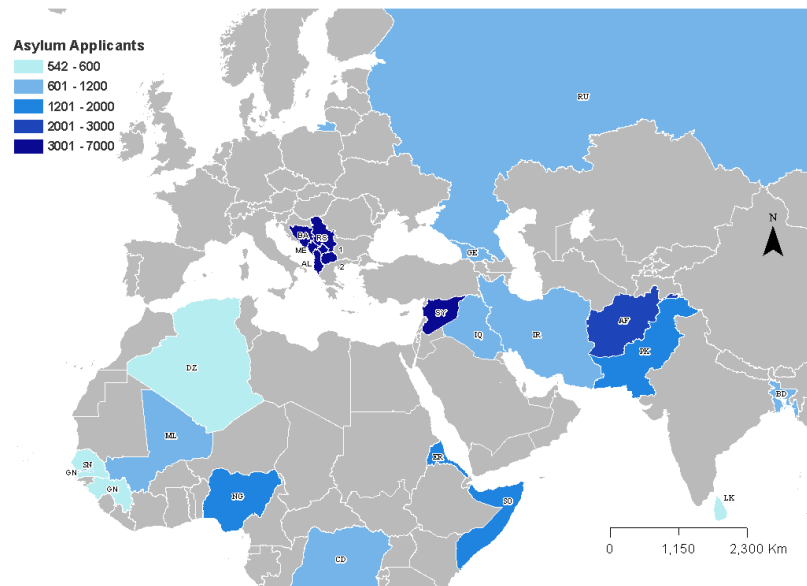 Asylum Applicants
542 - 600
601 - 1200
1201 - 2000
2001 - 3000
3001 - 7000
RU
N
BA
RS
ME
1
AL
2
GE
SY
IQ
IR
AF
PK
BD
DZ
ML
SN
GN
GN
NG
ER
SO
CD
LK
0
1,150
2,300 Km